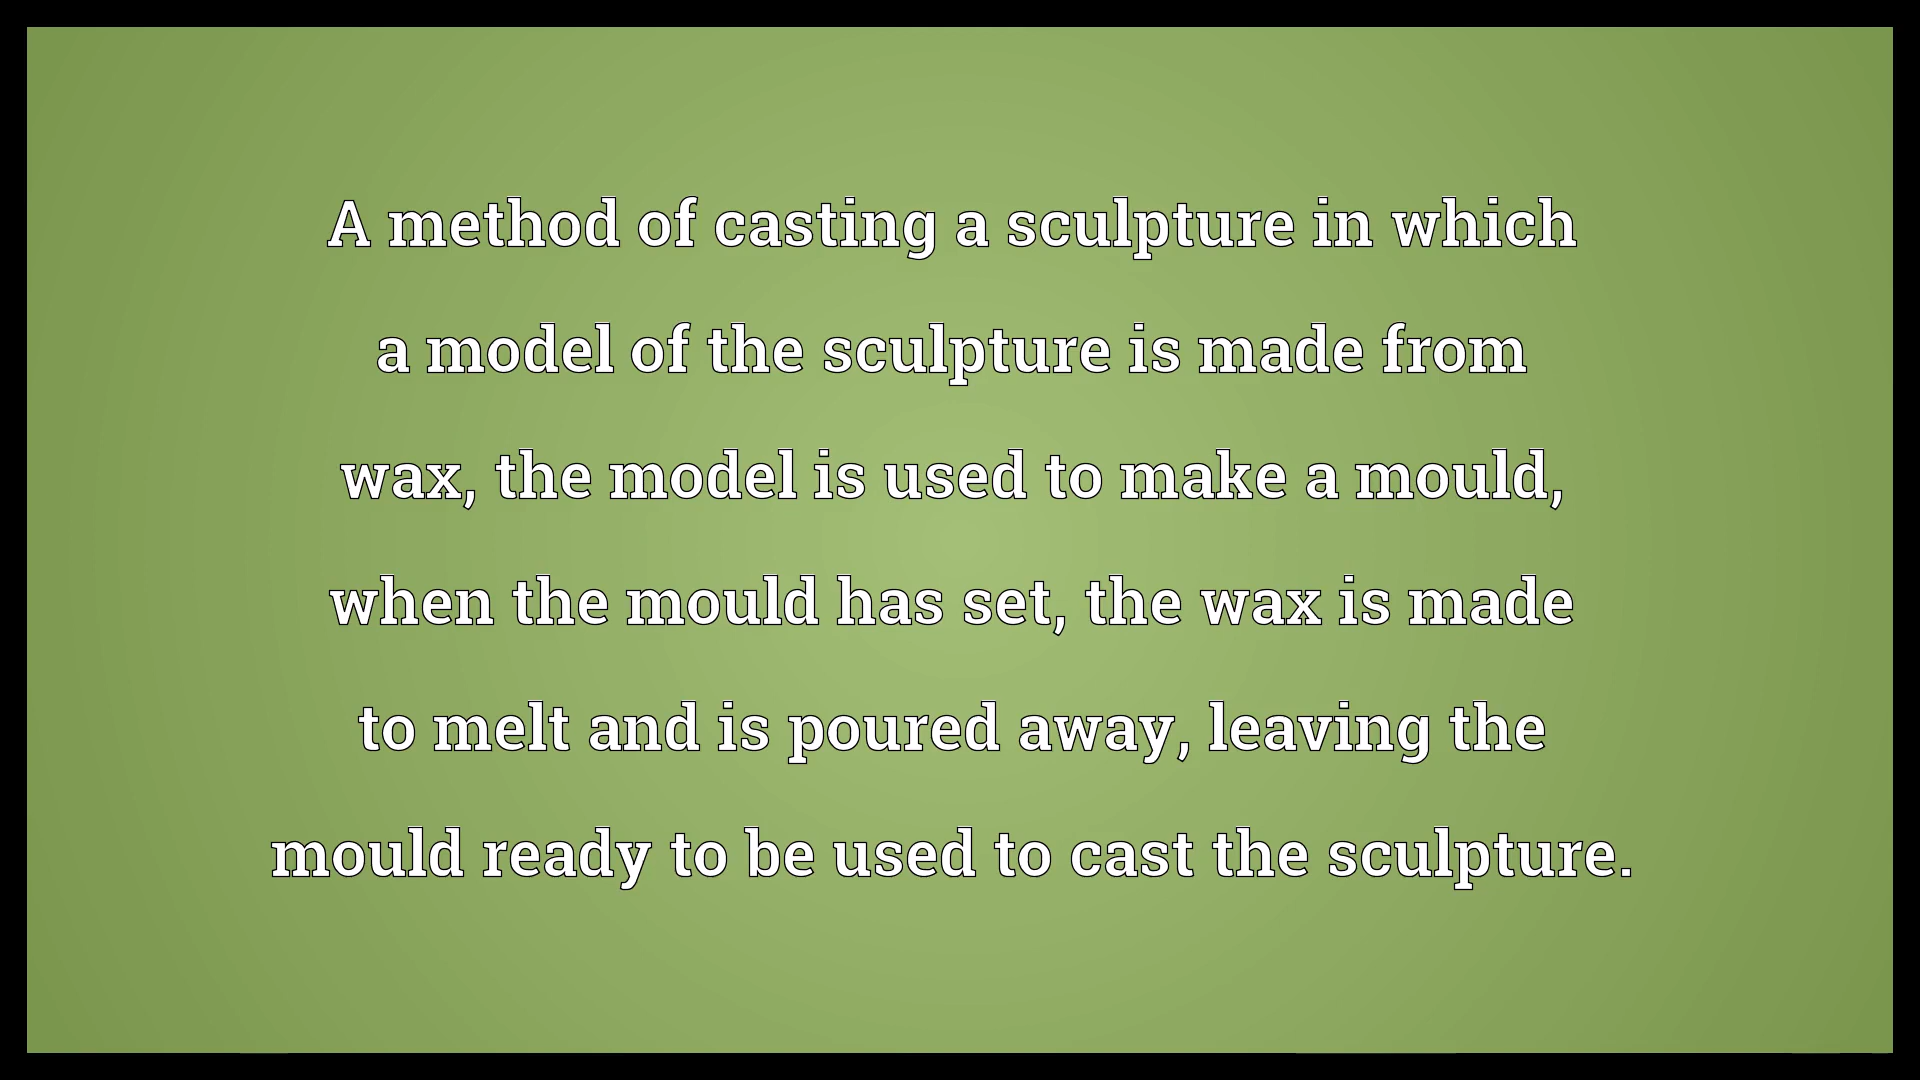 A method of casting a sculpture in which
a model of the sculpture is made from
wax, the model is used to make a mould,
when the mould has set, the wax is made
to melt and is poured away, leaving the
mould ready to be used to cast the sculpture.